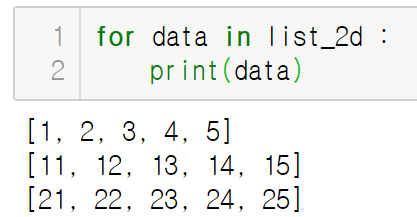 1 for data in list_2d :
2 print(data)
[1, 2, 3, 4, 5]
[11, 12, 13, 14, 15]
[21, 22, 23, 24, 25]